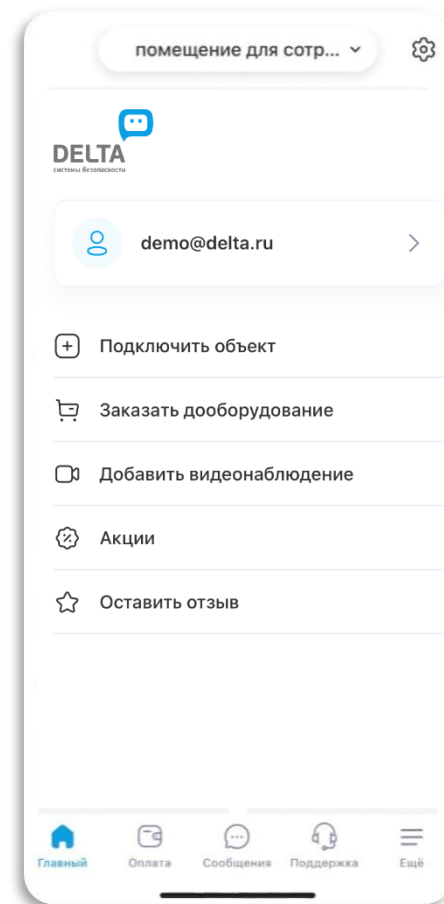 помещение для сотр...
DELTA
системы безопасности
demo@delta.ru
Подключить объект
Заказать дооборудование
Добавить видеонаблюдение
Акции
Оставить отзыв
Главный
Оплата
Сообщения
Поддержка
Ещё